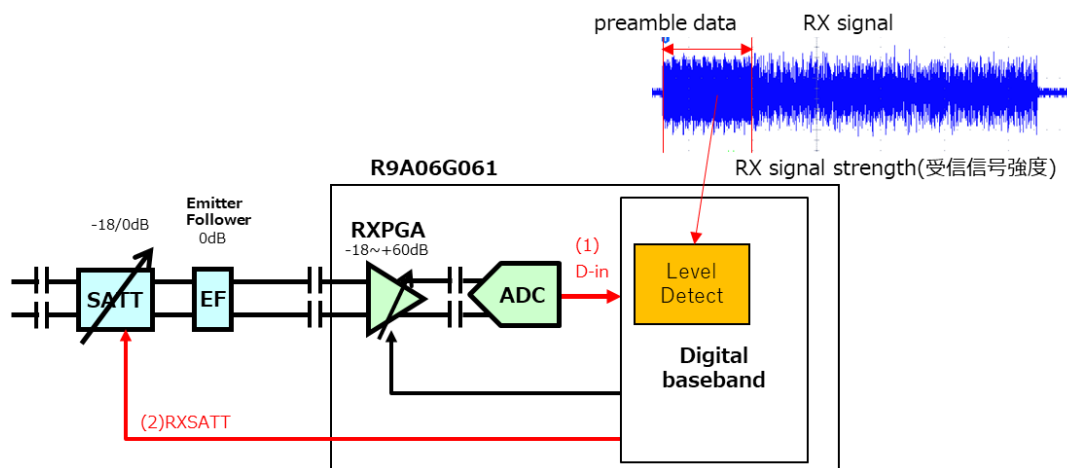 preamble data
RX signal
RX signal strength(受信信号強度)
R9A06G061
-18/0dB
Emitter
Follower
0dB
RXPGA
-18~+60dB
(1)
D-in
Level
Detect
SATT
EF
ADC
Digital
baseband
(2)RXSATT